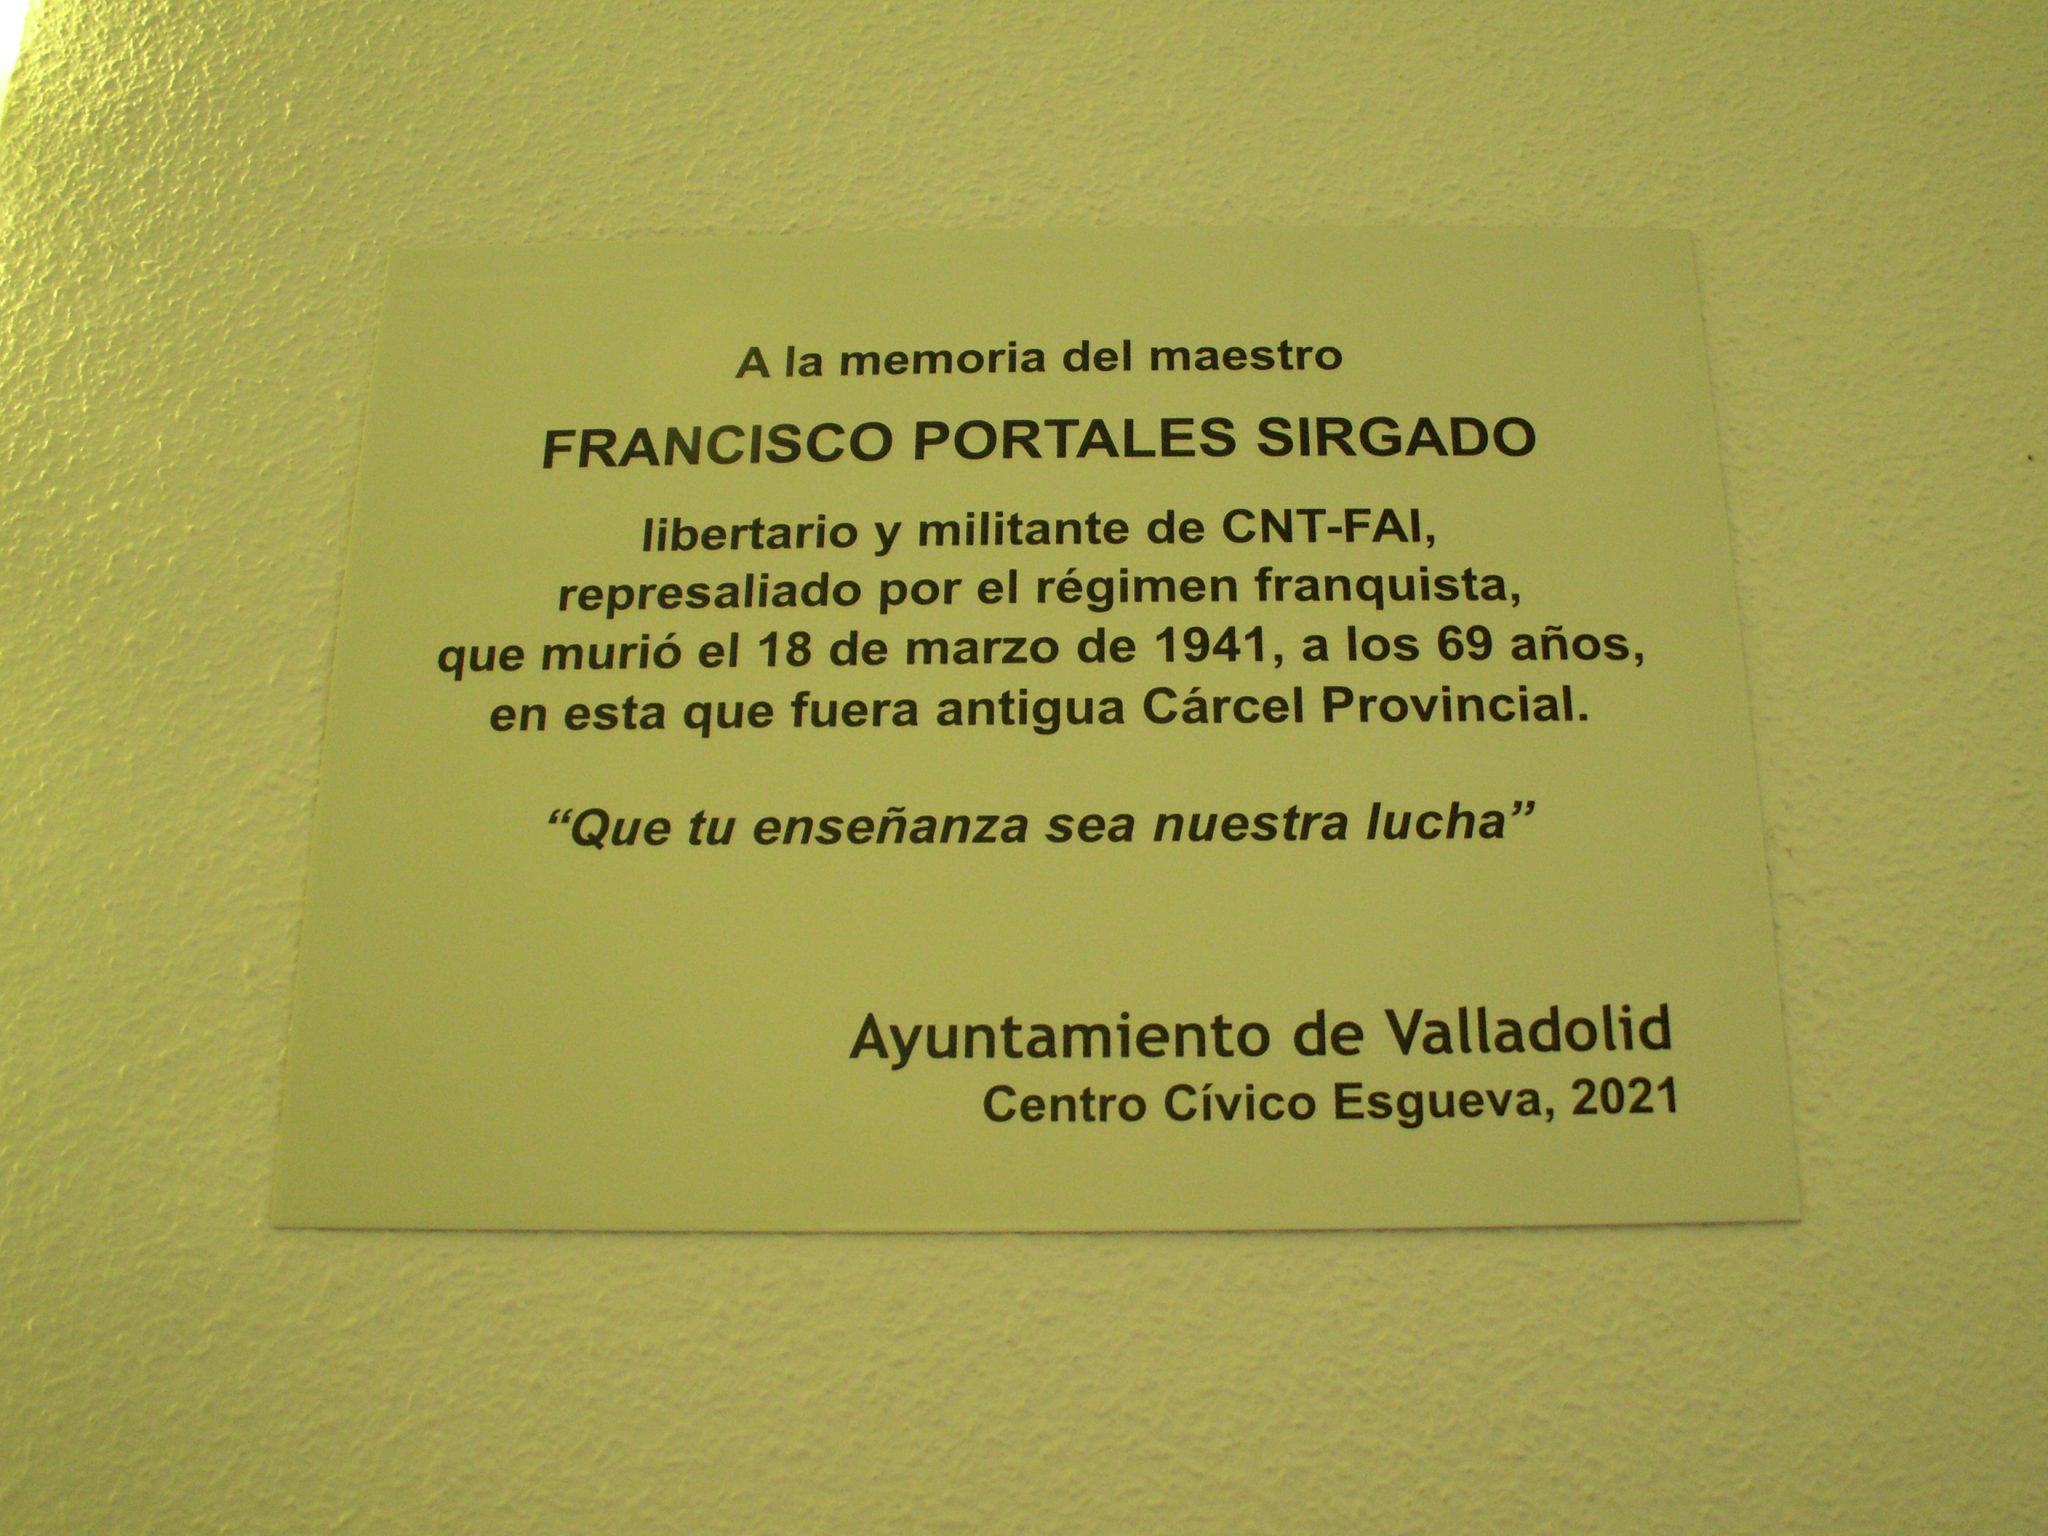 A la memoria del maestro
FRANCISCO PORTALES SIRGADO
libertario y militante de CNT-FAI,
represaliado por el régimen franquista,
que murió el 18 de marzo de 1941, a los 69 años,
en esta que fuera antigua Cárcel Provincial.
“Que tu enseñanza sea nuestra lucha”
Ayuntamiento de Valladolid
Centro Cívico Esgueva, 2021